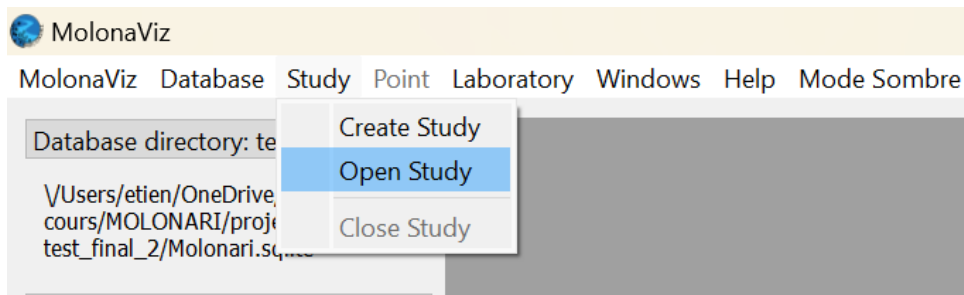 MolonaViz
MolonaViz Database Study Point Laboratory Windows Help Mode Sombre
Database directory: te
Create Study
Open Study
Close Study
\/Users/etien/OneDrive/
cours/MOLONARI/proje
test_final_2/Molonari.sqlite